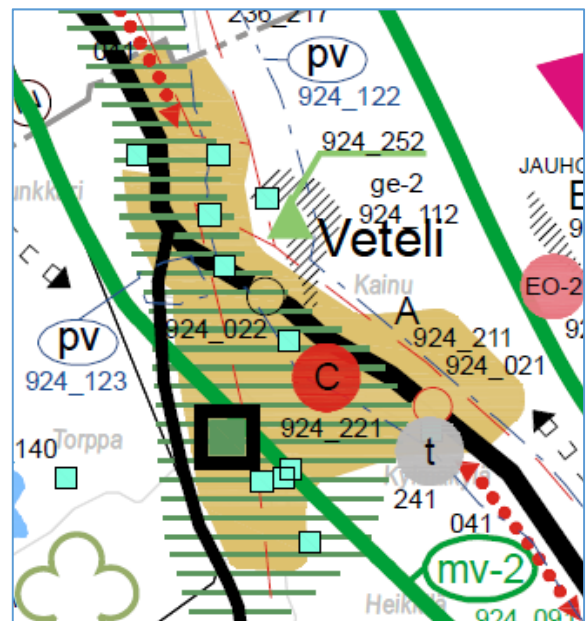 236_217
041
pv
924_122
924_252
ge-2
924_112
JAUHO
Veteli
Kainu
EO-2
A
pv
924_022
924_211
924_021
924_123
C
Torppa
924_221
140
t
241
041
mv-2
Heikkilä